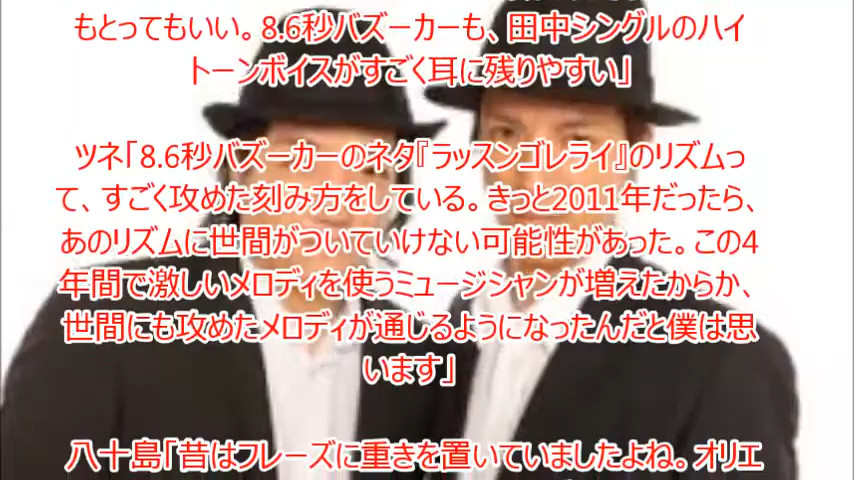 もとってもいい。8.6秒バズーカーも、田中シングルのハイ
トーンボイスがすごく耳に残りやすい」
ツネ「8.6秒バズーカーのネタ『ラッスンゴレライ』のリズムっ
て、すごく攻めた刻み方をしている。きっと2011年だったら、
あのリズムに世間がついていけない可能性があった。この4
年間で激しいメロディを使うミュージシャンが増えたからか、
世間にも攻めたメロディが通じるようになったんだと僕は思
います」
八十島「昔はフレーズに重きを置いていましたよね。オリエ